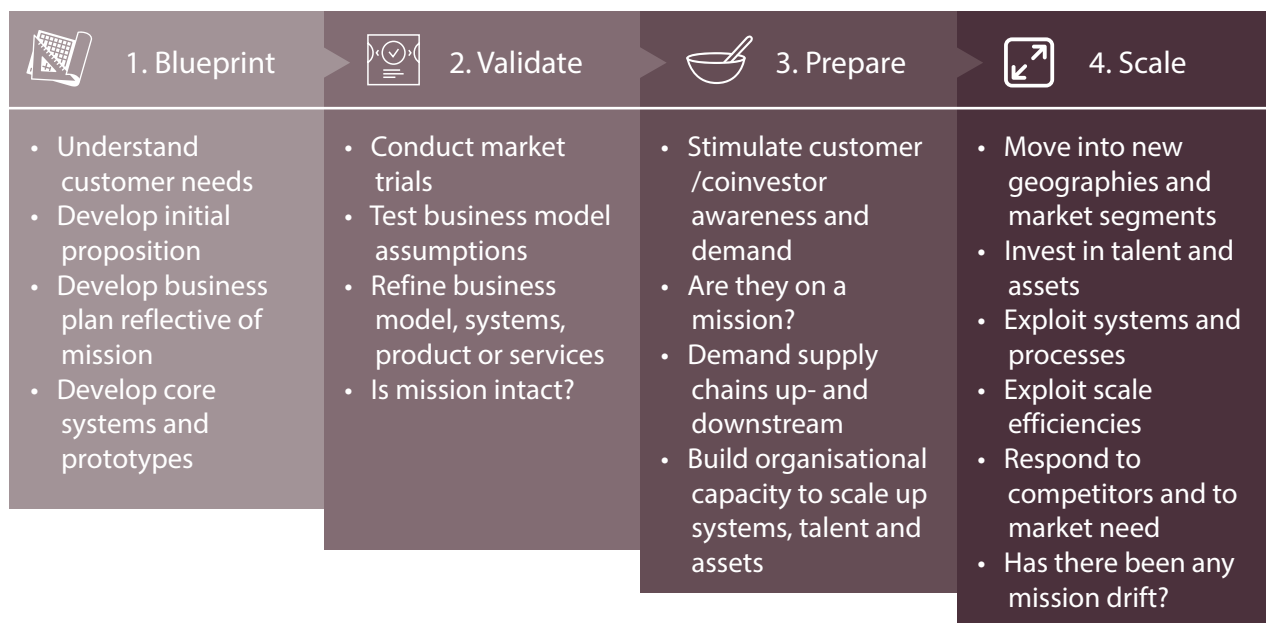 1. Blueprint
• Understand
customer needs
• Develop initial
proposition
• Develop business
plan reflective of
mission
• Develop core
systems and
prototypes
2. Validate
• Conduct market
trials
• Test business model
assumptions
• Refine business
model, systems,
product or services
• Is mission intact?
3. Prepare
• Stimulate customer
/coinvestor
awareness and
demand
• Are they on a
mission?
• Demand supply
chains up- and
downstream
• Build organisational
capacity to scale up
systems, talent and
assets
4. Scale
• Move into new
geographies and
market segments
• Invest in talent and
assets
• Exploit systems and
processes
• Exploit scale
efficiencies
• Respond to
competitors and to
market need
• Has there been any
mission drift?